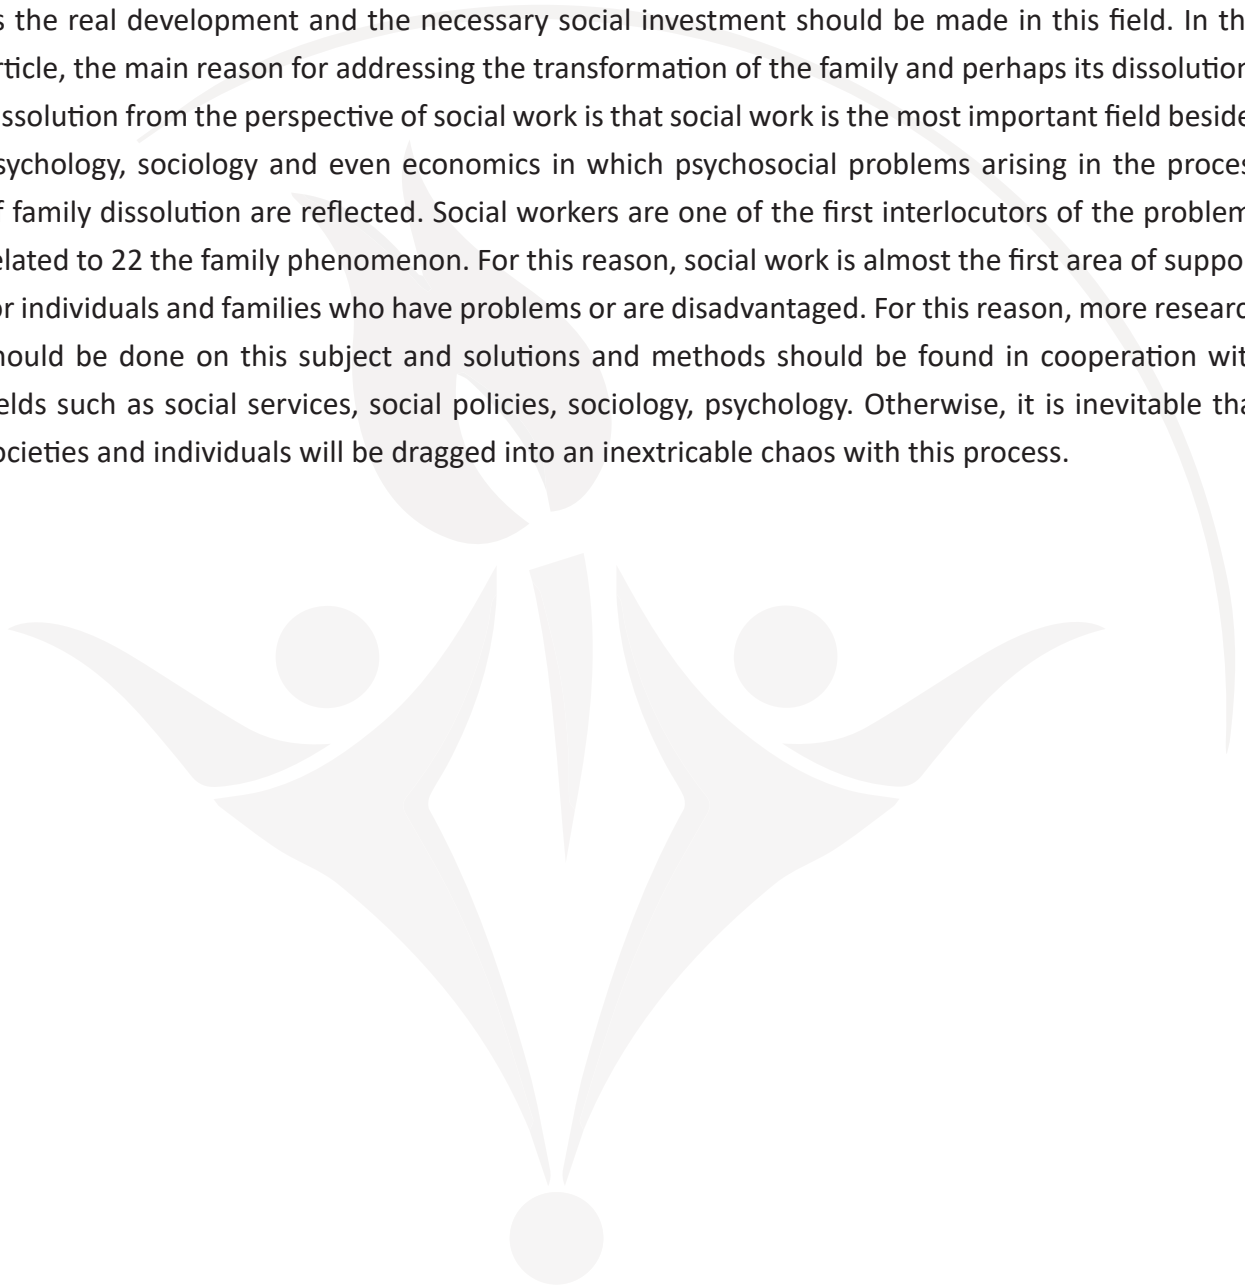 s the real development and the necessary social investment should be made in this field. In th
rticle, the main reason for addressing the transformation of the family and perhaps its dissolution
issolution from the perspective of social work is that social work is the most important field beside
sychology, sociology and even economics in which psychosocial problems arising in the proces
f family dissolution are reflected. Social workers are one of the first interlocutors of the problem
elated to 22 the family phenomenon. For this reason, social work is almost the first area of suppo
or individuals and families who have problems or are disadvantaged. For this reason, more researc
hould be done on this subject and solutions and methods should be found in cooperation wit
elds such as social services, social policies, sociology, psychology. Otherwise, it is inevitable tha
ocieties and individuals will be dragged into an inextricable chaos with this process.